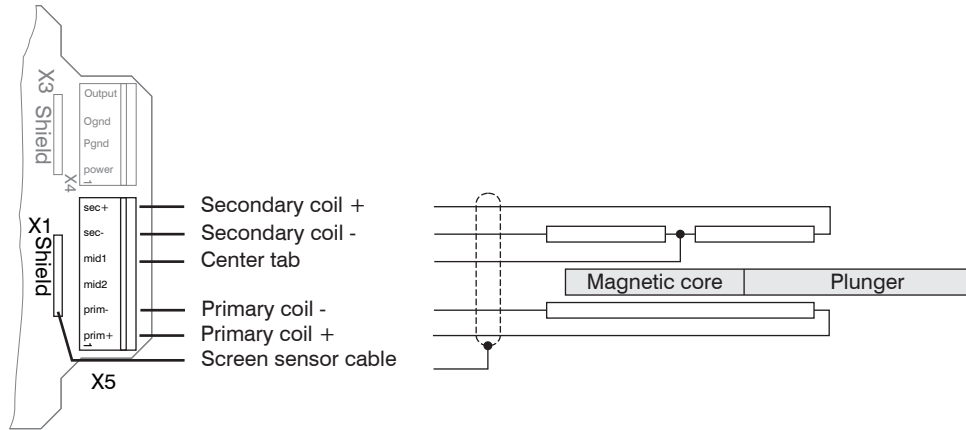 X3 Shield
Output
Ognd
Pgnd
power
1
X4
X1
Shield
sec+
sec-
mid1
mid2
prim-
prim+
1
X5
Secondary coil +
Secondary coil -
Center tab
Primary coil -
Primary coil +
Screen sensor cable
Magnetic core
Plunger